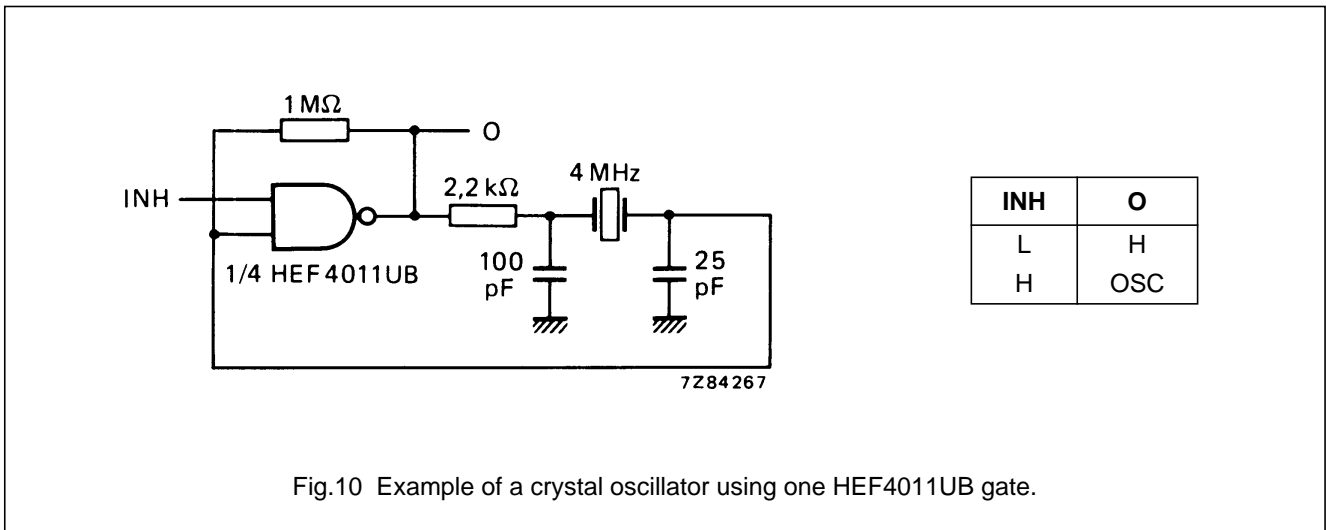 1 MΩ
O
INH
2,2 kΩ
4 MHz
1/4 HEF4011UB
100 pF
25 pF
7Z84267
INH O
L H
H OSC
Fig.10 Example of a crystal oscillator using one HEF4011UB gate.